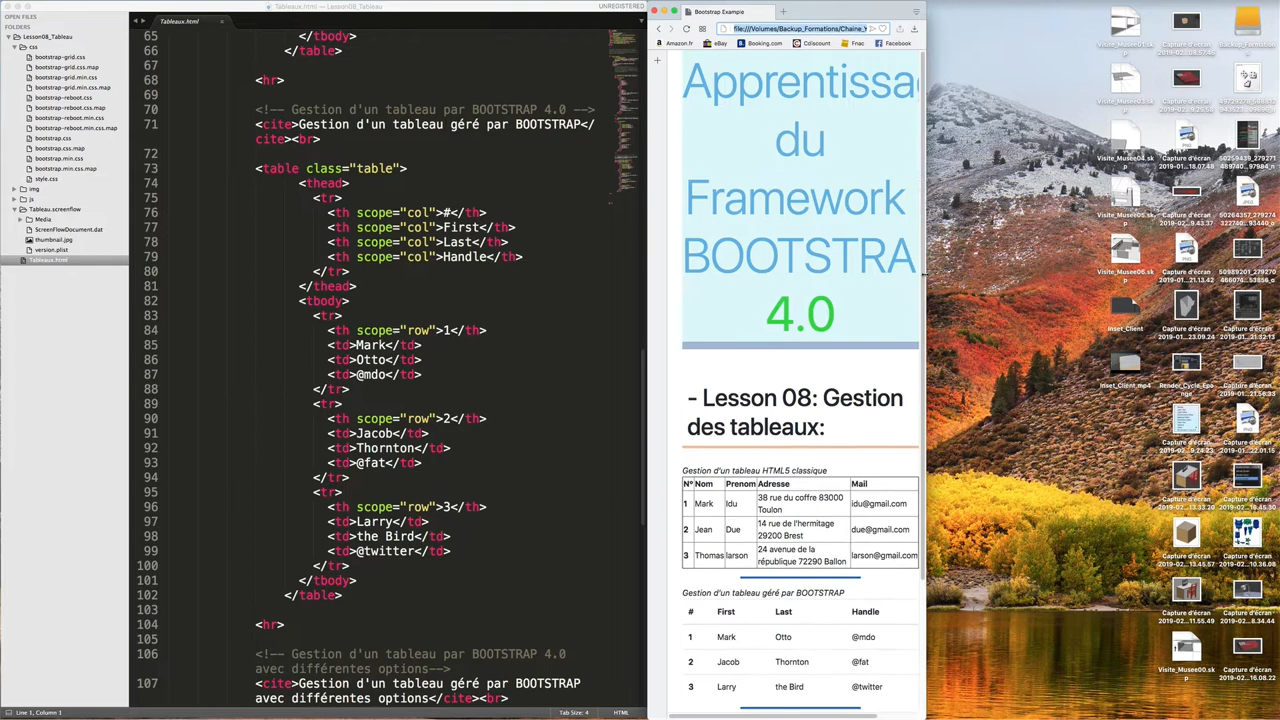 Tableaux.html — Lesson08_Tableau
UNREGISTERED
OPEN FILES
FOLDERS
Lesson08_Tableau
css
bootstrap-grid.css
bootstrap-grid.css.map
bootstrap-grid.min.css
bootstrap-grid.min.css.map
bootstrap-reboot.css
bootstrap-reboot.css.map
bootstrap-reboot.min.css
bootstrap-reboot.min.css.map
bootstrap.css
bootstrap.css.map
bootstrap.min.css
bootstrap.min.css.map
style.css
img
js
Tableau.screenflow
Media
ScreenFlowDocument.dat
thumbnail.jpg
version.plist
Tableaux.html
Tableaux.html ×
65 </tbody>
66 </table>
67
68 <hr>
69
70 <!-- Gestion d'un tableau par BOOTSTRAP 4.0 -->
71 <cite>Gestion d'un tableau géré par BOOTSTRAP</
cite><br>
72
73 <table class="table">
74 <thead>
75 <tr>
76 <th scope="col">#</th>
77 <th scope="col">First</th>
78 <th scope="col">Last</th>
79 <th scope="col">Handle</th>
80 </tr>
81 </thead>
82 <tbody>
83 <tr>
84 <th scope="row">1</th>
85 <td>Mark</td>
86 <td>Otto</td>
87 <td>@mdo</td>
88 </tr>
89 <tr>
90 <th scope="row">2</th>
91 <td>Jacob</td>
92 <td>Thornton</td>
93 <td>@fat</td>
94 </tr>
95 <tr>
96 <th scope="row">3</th>
97 <td>Larry</td>
98 <td>the Bird</td>
99 <td>@twitter</td>
100 </tr>
101 </tbody>
102 </table>
103
104 <hr>
105
106 <!-- Gestion d'un tableau par BOOTSTRAP 4.0
avec différentes options-->
107 <cite>Gestion d'un tableau géré par BOOTSTRAP
avec différentes options</cite><br>
Line 1, Column 1
Tab Size: 4
HTML
Bootstrap Example
file:///Volumes/Backup_Formations/Chaine_Y
Amazon.fr eBay Booking.com Cdiscount Fnac Facebook
Apprentissag
du
Framework
BOOTSTRA
4.0
- Lesson 08: Gestion
des tableaux:
Gestion d'un tableau HTML5 classique
N° Nom Prenom Adresse Mail
1 Mark Idu 38 rue du coffre 83000 Toulon idu@gmail.com
2 Jean Due 14 rue de l'hermitage 29200 Brest due@gmail.com
3 Thomas larson 24 avenue de la république 72290 Ballon larson@gmail.com
Gestion d'un tableau géré par BOOTSTRAP
# First Last Handle
1 Mark Otto @mdo
2 Jacob Thornton @fat
3 Larry the Bird @twitter
Inset_Client
Inset_Client.mp4